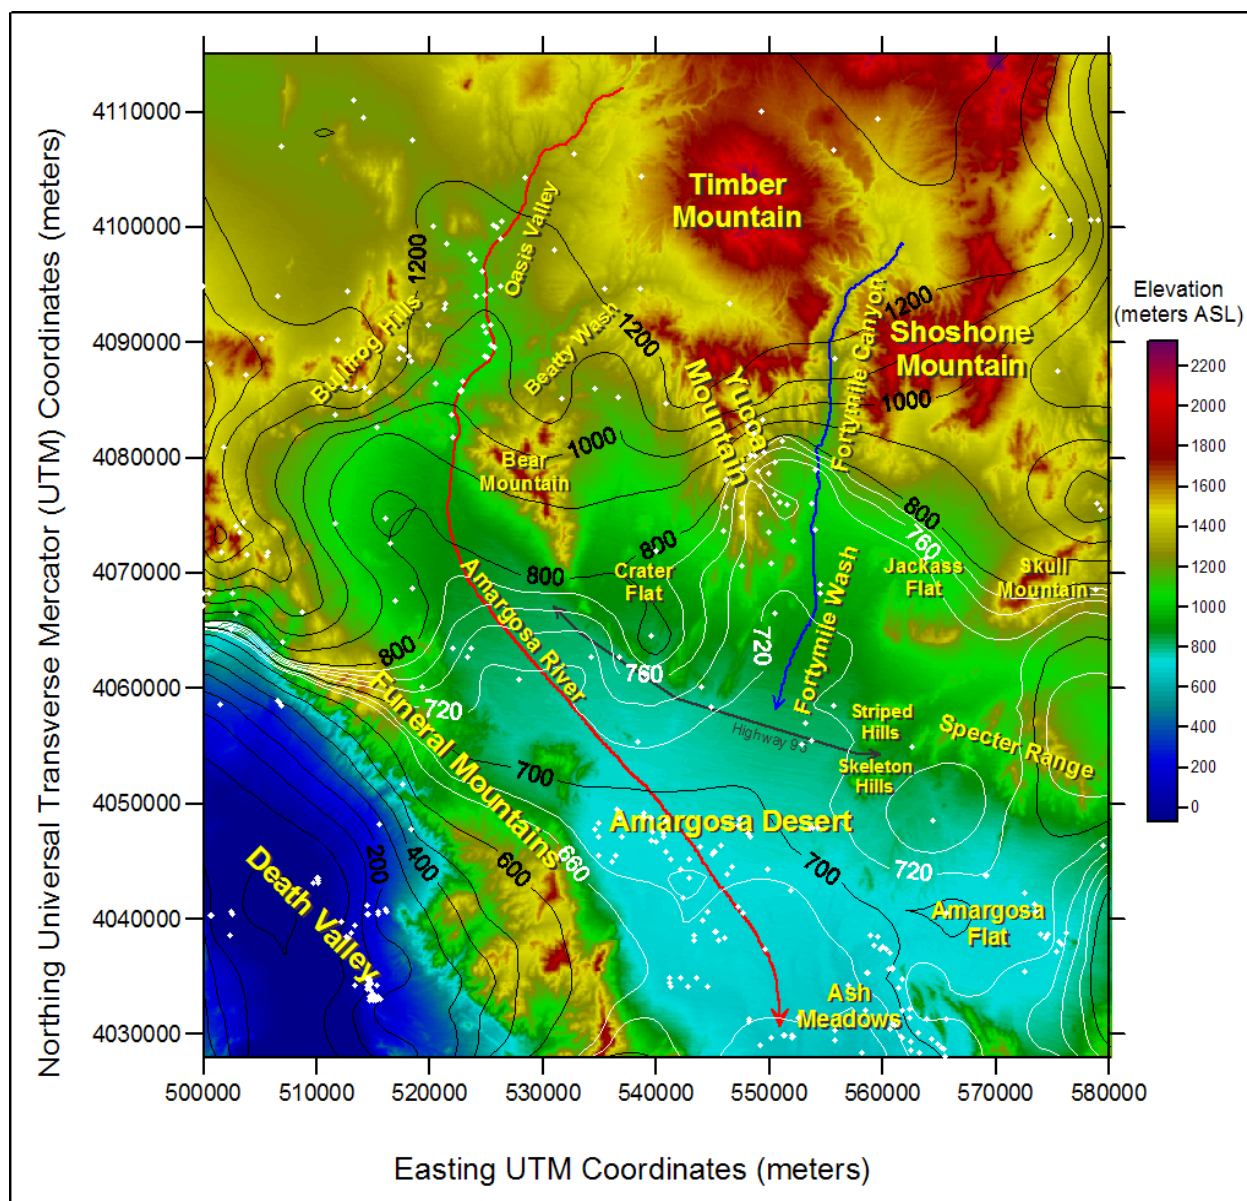 Northing Universal Transverse Mercator (UTM) Coordinates (meters)
4110000
4100000
4090000
4080000
4070000
4060000
4050000
4040000
4030000
Timber
Mountain
Oasis Valley
1200
Bullfrog Hills
Beatty Wash
1200
Fortymile Canyon
1200
Shoshone
Mountain
1000
Yucca
Mountain
1000
Bear
Mountain
800
760
800
Crater
Flat
800
Jackass
Flat
Skull
Mountain
Amargosa River
Fortymile Wash
720
760
800
720
Funeral Mountains
Highway 95
Striped
Hills
Skeleton
Hills
Specter Range
700
Amargosa Desert
660
600
400
200
700
720
Death Valley
Amargosa
Flat
Ash
Meadows
500000
510000
520000
530000
540000
550000
560000
570000
580000
Easting UTM Coordinates (meters)
Elevation
(meters ASL)
2200
2000
1800
1600
1400
1200
1000
800
600
400
200
0